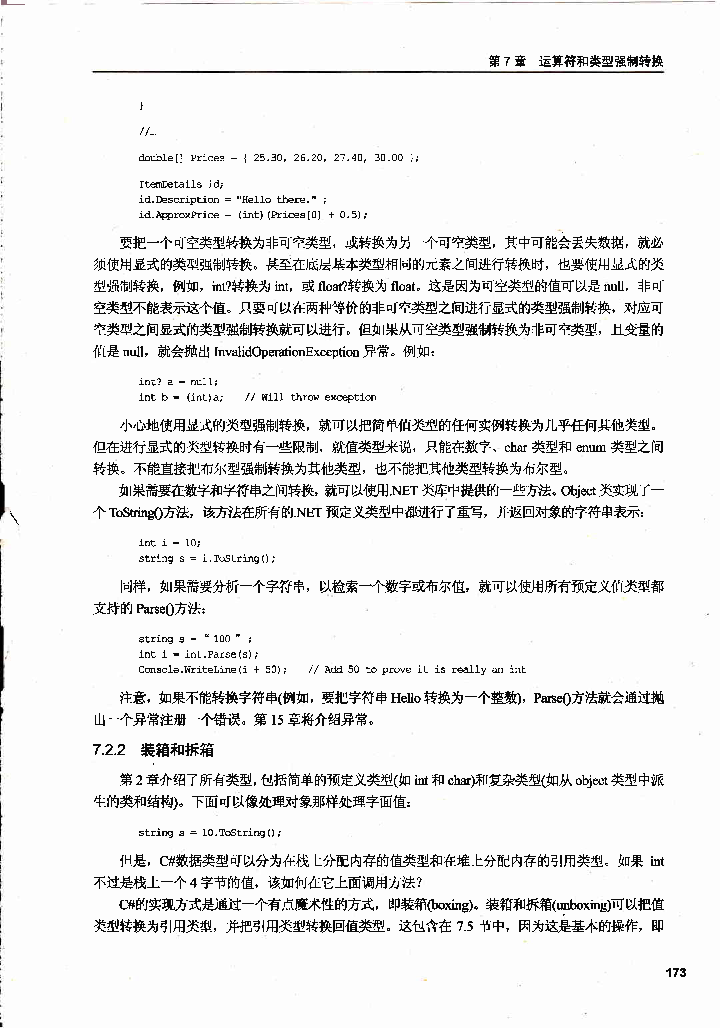 第 7 章　运算符和类型强制转换
}
//…
double[] Prices = { 25.30, 26.20, 27.40, 30.00 };
ItemDetails id;
id.Description = "Hello there." ;
id.ApproxPrice = (int)(Prices[0] + 0.5);
要把一个可空类型转换为非可空类型，或转换为另一个可空类型，其中可能会丢失数据，就必
须使用显式的类型强制转换。甚至在底层基本类型相同的元素之间进行转换时，也要使用显式的类
型强制转换，例如，int?转换为 int，或 float?转换为 float。这是因为可空类型的值可以是 null，非可
空类型不能表示这个值。只要可以在两种等价的非可空类型之间进行显式的类型强制转换，对应可
空类型之间显式的类型强制转换就可以进行。但如果从可空类型强制转换为非可空类型，且变量的
值是 null，就会抛出 InvalidOperationException 异常。例如：
int? a = null;
int b = (int)a;　// Will throw exception
小心地使用显式的类型强制转换，就可以把简单值类型的任何实例转换为几乎任何其他类型。
但在进行显式的类型转换时有一些限制，就值类型来说，只能在数字、char 类型和 enum 类型之间
转换。不能直接把布尔型强制转换为其他类型，也不能把其他类型转换为布尔型。
如果需要在数字和字符串之间转换，就可以使用.NET 类库中提供的一些方法。Object 类实现了一
个 ToString()方法，该方法在所有的.NET 预定义类型中都进行了重写，并返回对象的字符串表示：
int i = 10;
string s = i.ToString();
同样，如果需要分析一个字符串，以检索一个数字或布尔值，就可以使用所有预定义值类型都
支持的 Parse()方法：
string s = “ 100 ” ;
int i = int.Parse(s);
Console.WriteLine(i + 50);　// Add 50 to prove it is really an int
注意，如果不能转换字符串(例如，要把字符串 Hello 转换为一个整数)，Parse()方法就会通过抛
出一个异常注册一个错误。第 15 章将介绍异常。
7.2.2　装箱和拆箱
第 2 章介绍了所有类型，包括简单的预定义类型(如 int 和 char)和复杂类型(如从 object 类型中派
生的类和结构)。下面可以像处理对象那样处理字面值：
string s = 10.ToString();
但是，C#数据类型可以分为在栈上分配内存的值类型和在堆上分配内存的引用类型。如果 int
不过是栈上一个 4 字节的值，该如何在它上面调用方法？
C#的实现方式是通过一个有点魔术性的方式，即装箱(boxing)。装箱和拆箱(unboxing)可以把值
类型转换为引用类型，并把引用类型转换回值类型。这包含在 7.5 节中，因为这是基本的操作，即
173